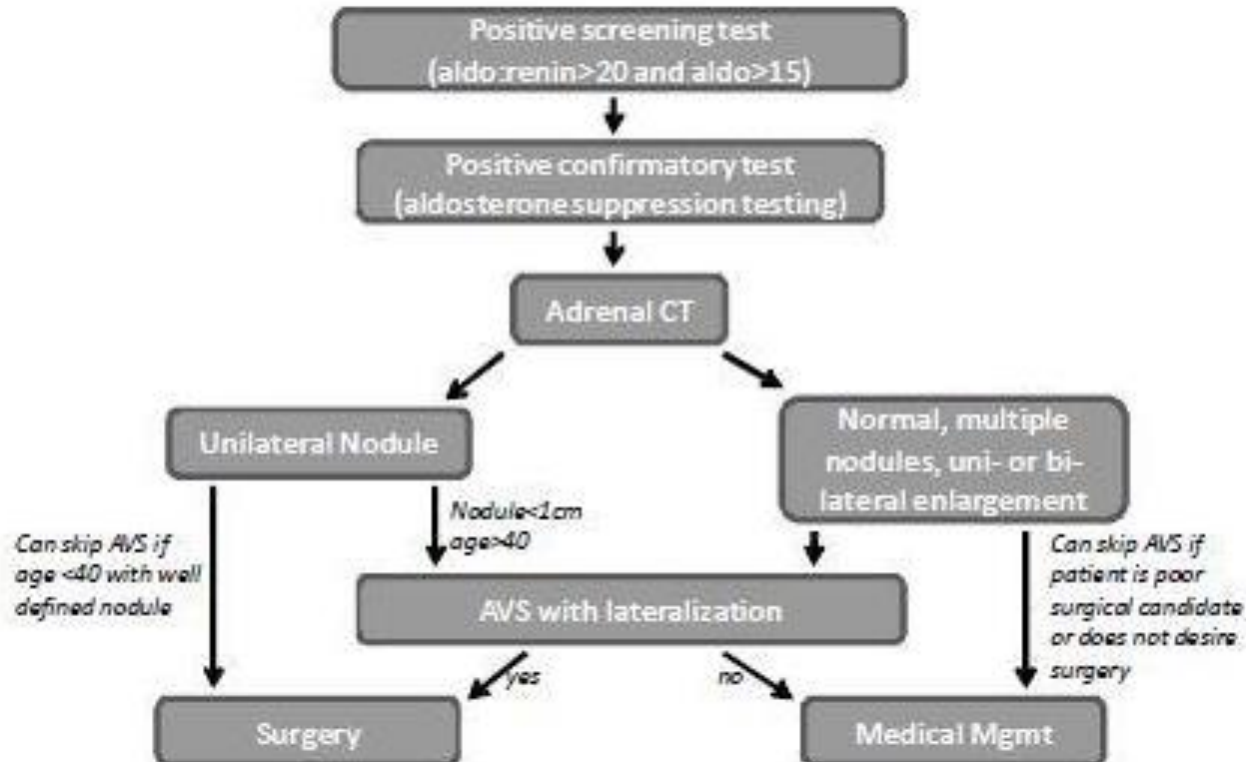 Positive screening test
(aldo:renin>20 and aldo>15)
Positive confirmatory test
(aldosterone suppression testing)
Adrenal CT
Unilateral Nodule
Normal, multiple
nodules, uni- or bi-
lateral enlargement
Can skip AVS if
age <40 with well
defined nodule
Nodule<1cm
age>40
Can skip AVS if
patient is poor
surgical candidate
or does not desire
surgery
AVS with lateralization
yes
no
Surgery
Medical Mgmt